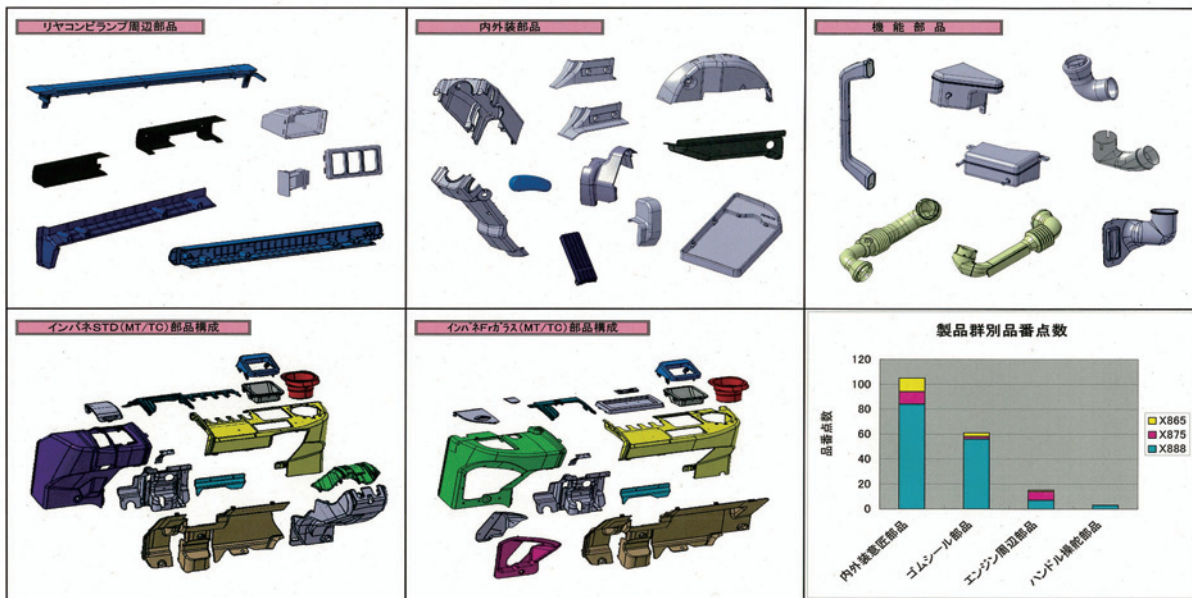 リヤコンビランプ周辺部品
内外装部品
機能部品
インパネSTD(MT/TC)部品構成
インパネFrガラス(MT/TC)部品構成
製品群別品番点数
品番点数
120
100
80
60
40
20
0
X865
X875
X888
内外装意匠部品
ゴムシール部品
エンジン周辺部品
ハンドル操舵部品